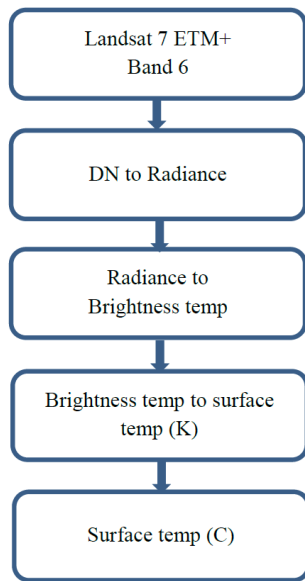 Landsat 7 ETM+
Band 6
DN to Radiance
Radiance to
Brightness temp
Brightness temp to surface
temp (K)
Surface temp (C)